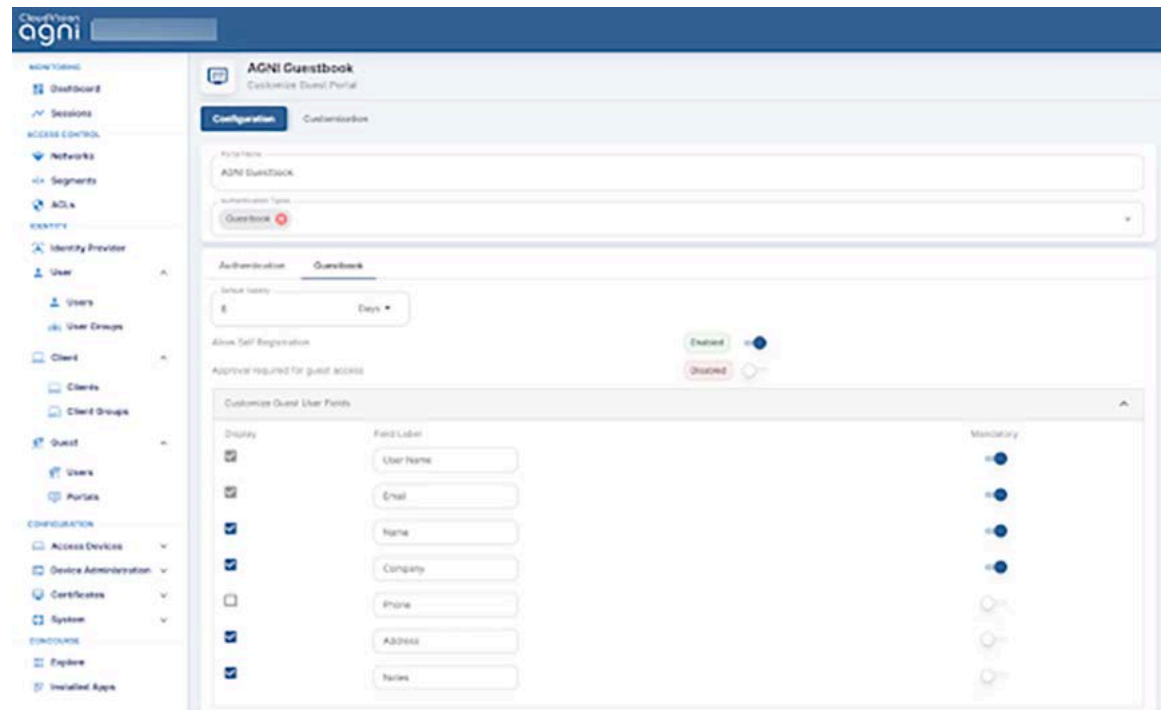 CloudVision
agni
MONITORING
Dashboard
Sessions
ACCESS CONTROL
Networks
Segments
ACLs
IDENTITY
Identity Provider
User
Users
User Groups
Client
Clients
Client Groups
Guest
Users
Portals
CONFIGURATION
Access Devices
Device Administration
Certificates
System
CONCOURSE
Explore
Installed Apps
AGNI Guestbook
Customize Guest Portal
Configuration Customization
Portal Name
AGNI Guestbook
Authentication Types
Guestbook
Authentication Guestbook
Default Validity
Days
Allow Self Registration Enabled
Approval required for guest access Disabled
Customize Guest User Fields
Display Field Label Mandatory
User Name
Email
Name
Company
Phone
Address
Notes